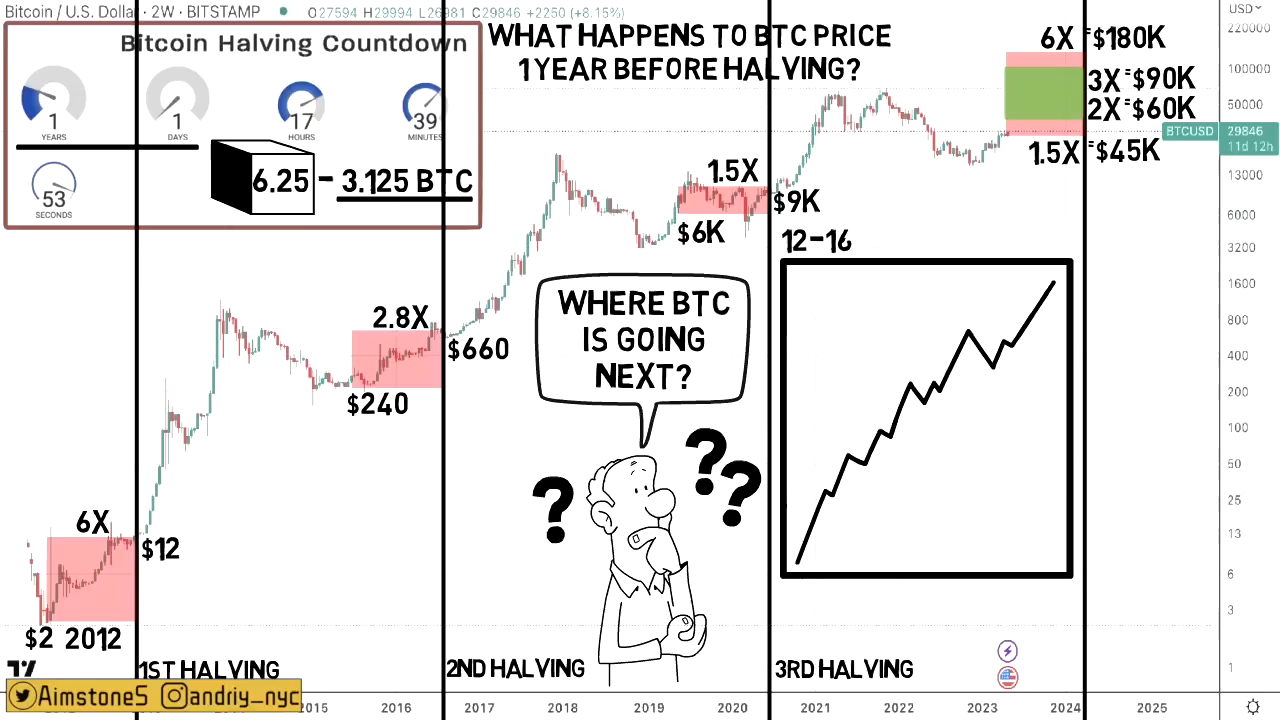 Bitcoin / U.S. Dollar · 2W · BITSTAMP O27594 H29994 L26981 C29846 +2250 (+8.15%)
USD
Bitcoin Halving Countdown
1
YEARS
1
DAYS
17
HOURS
39
MINUTES
53
SECONDS
6.25 - 3.125 BTC
WHAT HAPPENS TO BTC PRICE
1 YEAR BEFORE HALVING?
6X = $180K
3X = $90K
2X = $60K
1.5X = $45K
BTCUSD 29846
11d 12h
1.5X
$6K
$9K
12-16
WHERE BTC
IS GOING
NEXT?
? ? ?
2.8X
$240
$660
6X
$12
$2 2012
1ST HALVING
2ND HALVING
3RD HALVING
Aimstone5 andriy_nyc
220000
100000
50000
13000
6000
3200
1600
800
400
200
100
50
25
13
6
3
1
2015
2016
2017
2018
2019
2020
2021
2022
2023
2024
2025